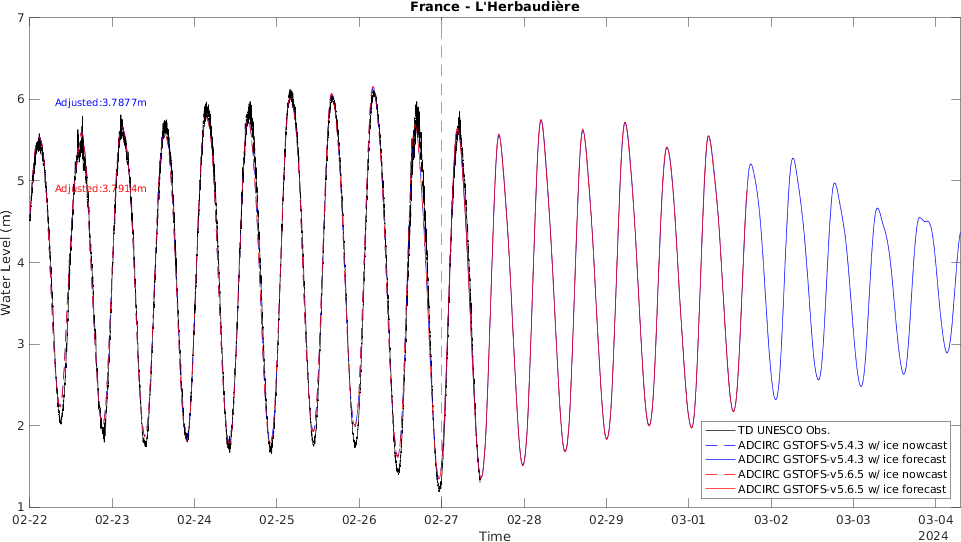 France - L'Herbaudière
7
6
5
4
3
2
1
Water Level (m)
Adjusted:3.7877m
Adjusted:3.7914m
TD UNESCO Obs.
ADCIRC GSTOFS-v5.4.3 w/ ice nowcast
ADCIRC GSTOFS-v5.4.3 w/ ice forecast
ADCIRC GSTOFS-v5.6.5 w/ ice nowcast
ADCIRC GSTOFS-v5.6.5 w/ ice forecast
02-22 02-23 02-24 02-25 02-26 02-27 02-28 02-29 03-01 03-02 03-03 03-04
Time
2024